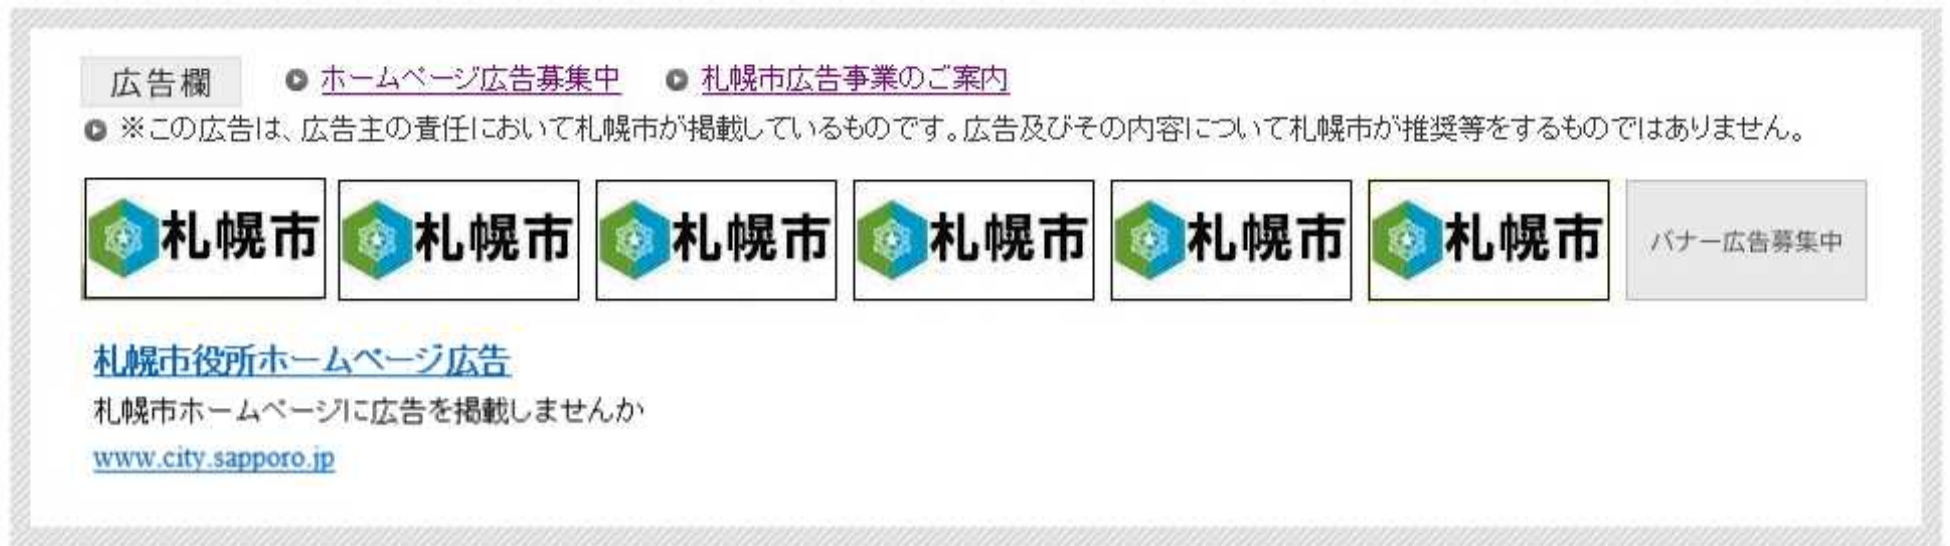 広告欄 ホームページ広告募集中 札幌市広告事業のご案内
※この広告は、広告主の責任において札幌市が掲載しているものです。広告及びその内容について札幌市が推奨等をするものではありません。
札幌市 札幌市 札幌市 札幌市 札幌市 札幌市 バナー広告募集中
札幌市役所ホームページ広告
札幌市ホームページに広告を掲載しませんか
www.city.sapporo.jp